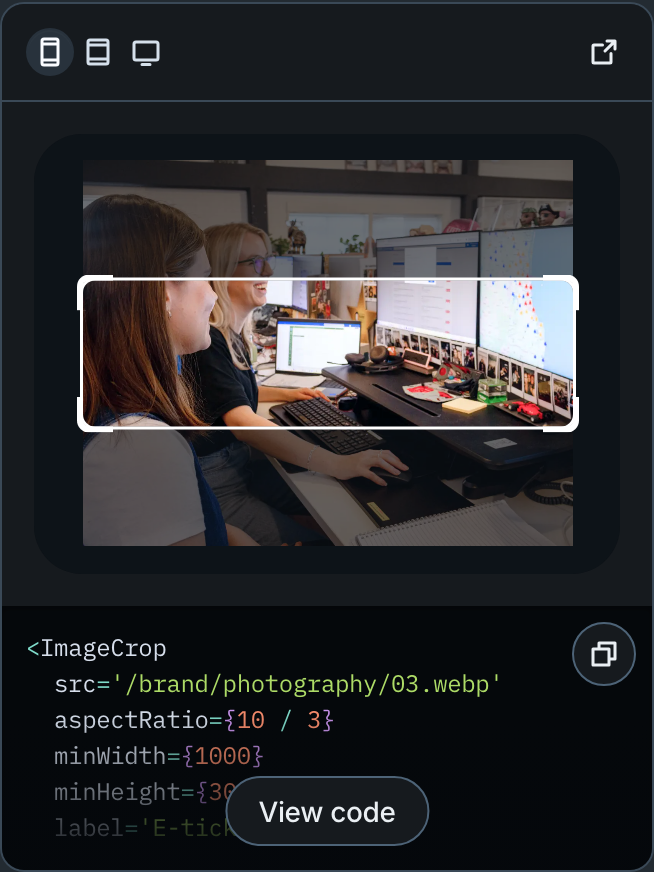 <ImageCrop
src='/brand/photography/03.webp'
aspectRatio={10 / 3}
minWidth={1000}
minHeight={30
label='E-tick
View code